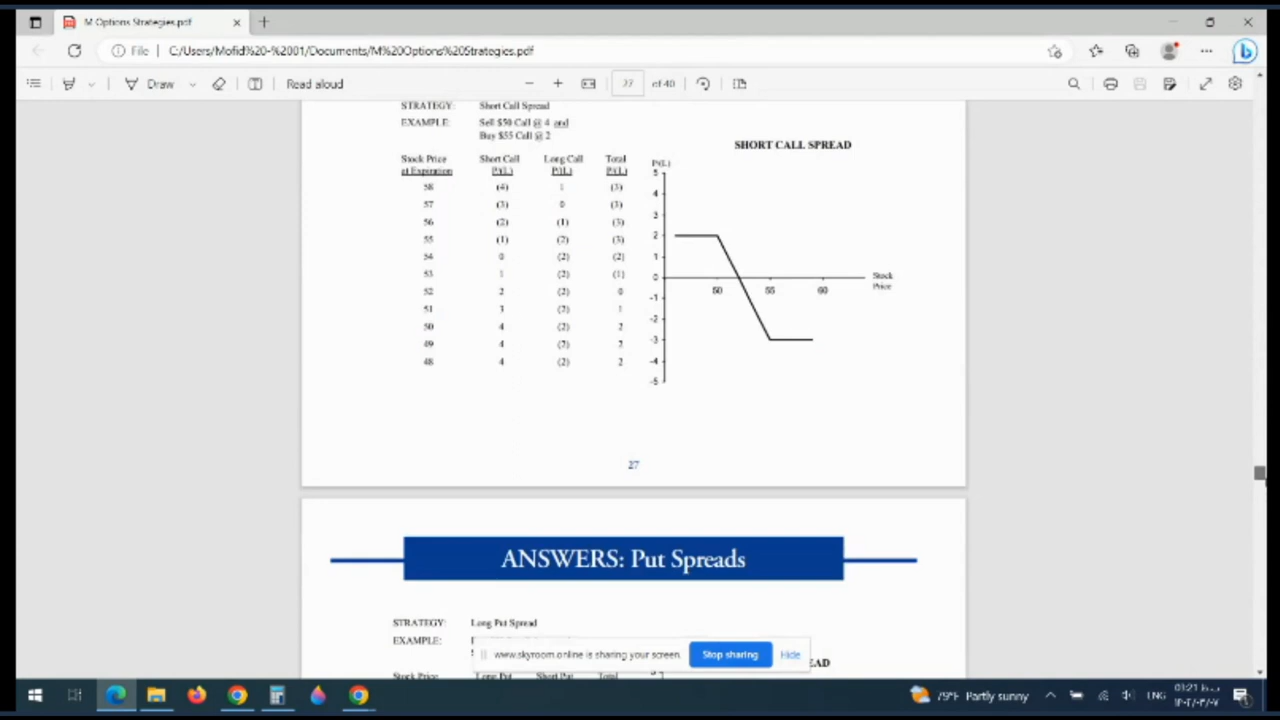 M Options Strategies.pdf
File
C:/Users/Mofid%20-%2001/Documents/M%20Options%20Strategies.pdf
Draw
Read aloud
27
of 40
STRATEGY: Short Call Spread
EXAMPLE: Sell $50 Call @ 4 and
Buy $55 Call @ 2
SHORT CALL SPREAD
Stock Price Short Call Long Call Total
at Expiration P/(L) P/(L) P/(L)
58 (4) 1 (3)
57 (3) 0 (3)
56 (2) (1) (3)
55 (1) (2) (3)
54 0 (2) (2)
53 1 (2) (1)
52 2 (2) 0
51 3 (2) 1
50 4 (2) 2
49 4 (2) 2
48 4 (2) 2
P/(L)
5
4
3
2
1
0
-1
-2
-3
-4
-5
50 55 60
Stock
Price
27
ANSWERS: Put Spreads
STRATEGY: Long Put Spread
EXAMPLE:
www.skyroom.online is sharing your screen.
Stop sharing
Hide
EAD
Stock Price Long Put Short Put Total
79°F Partly sunny
ENG